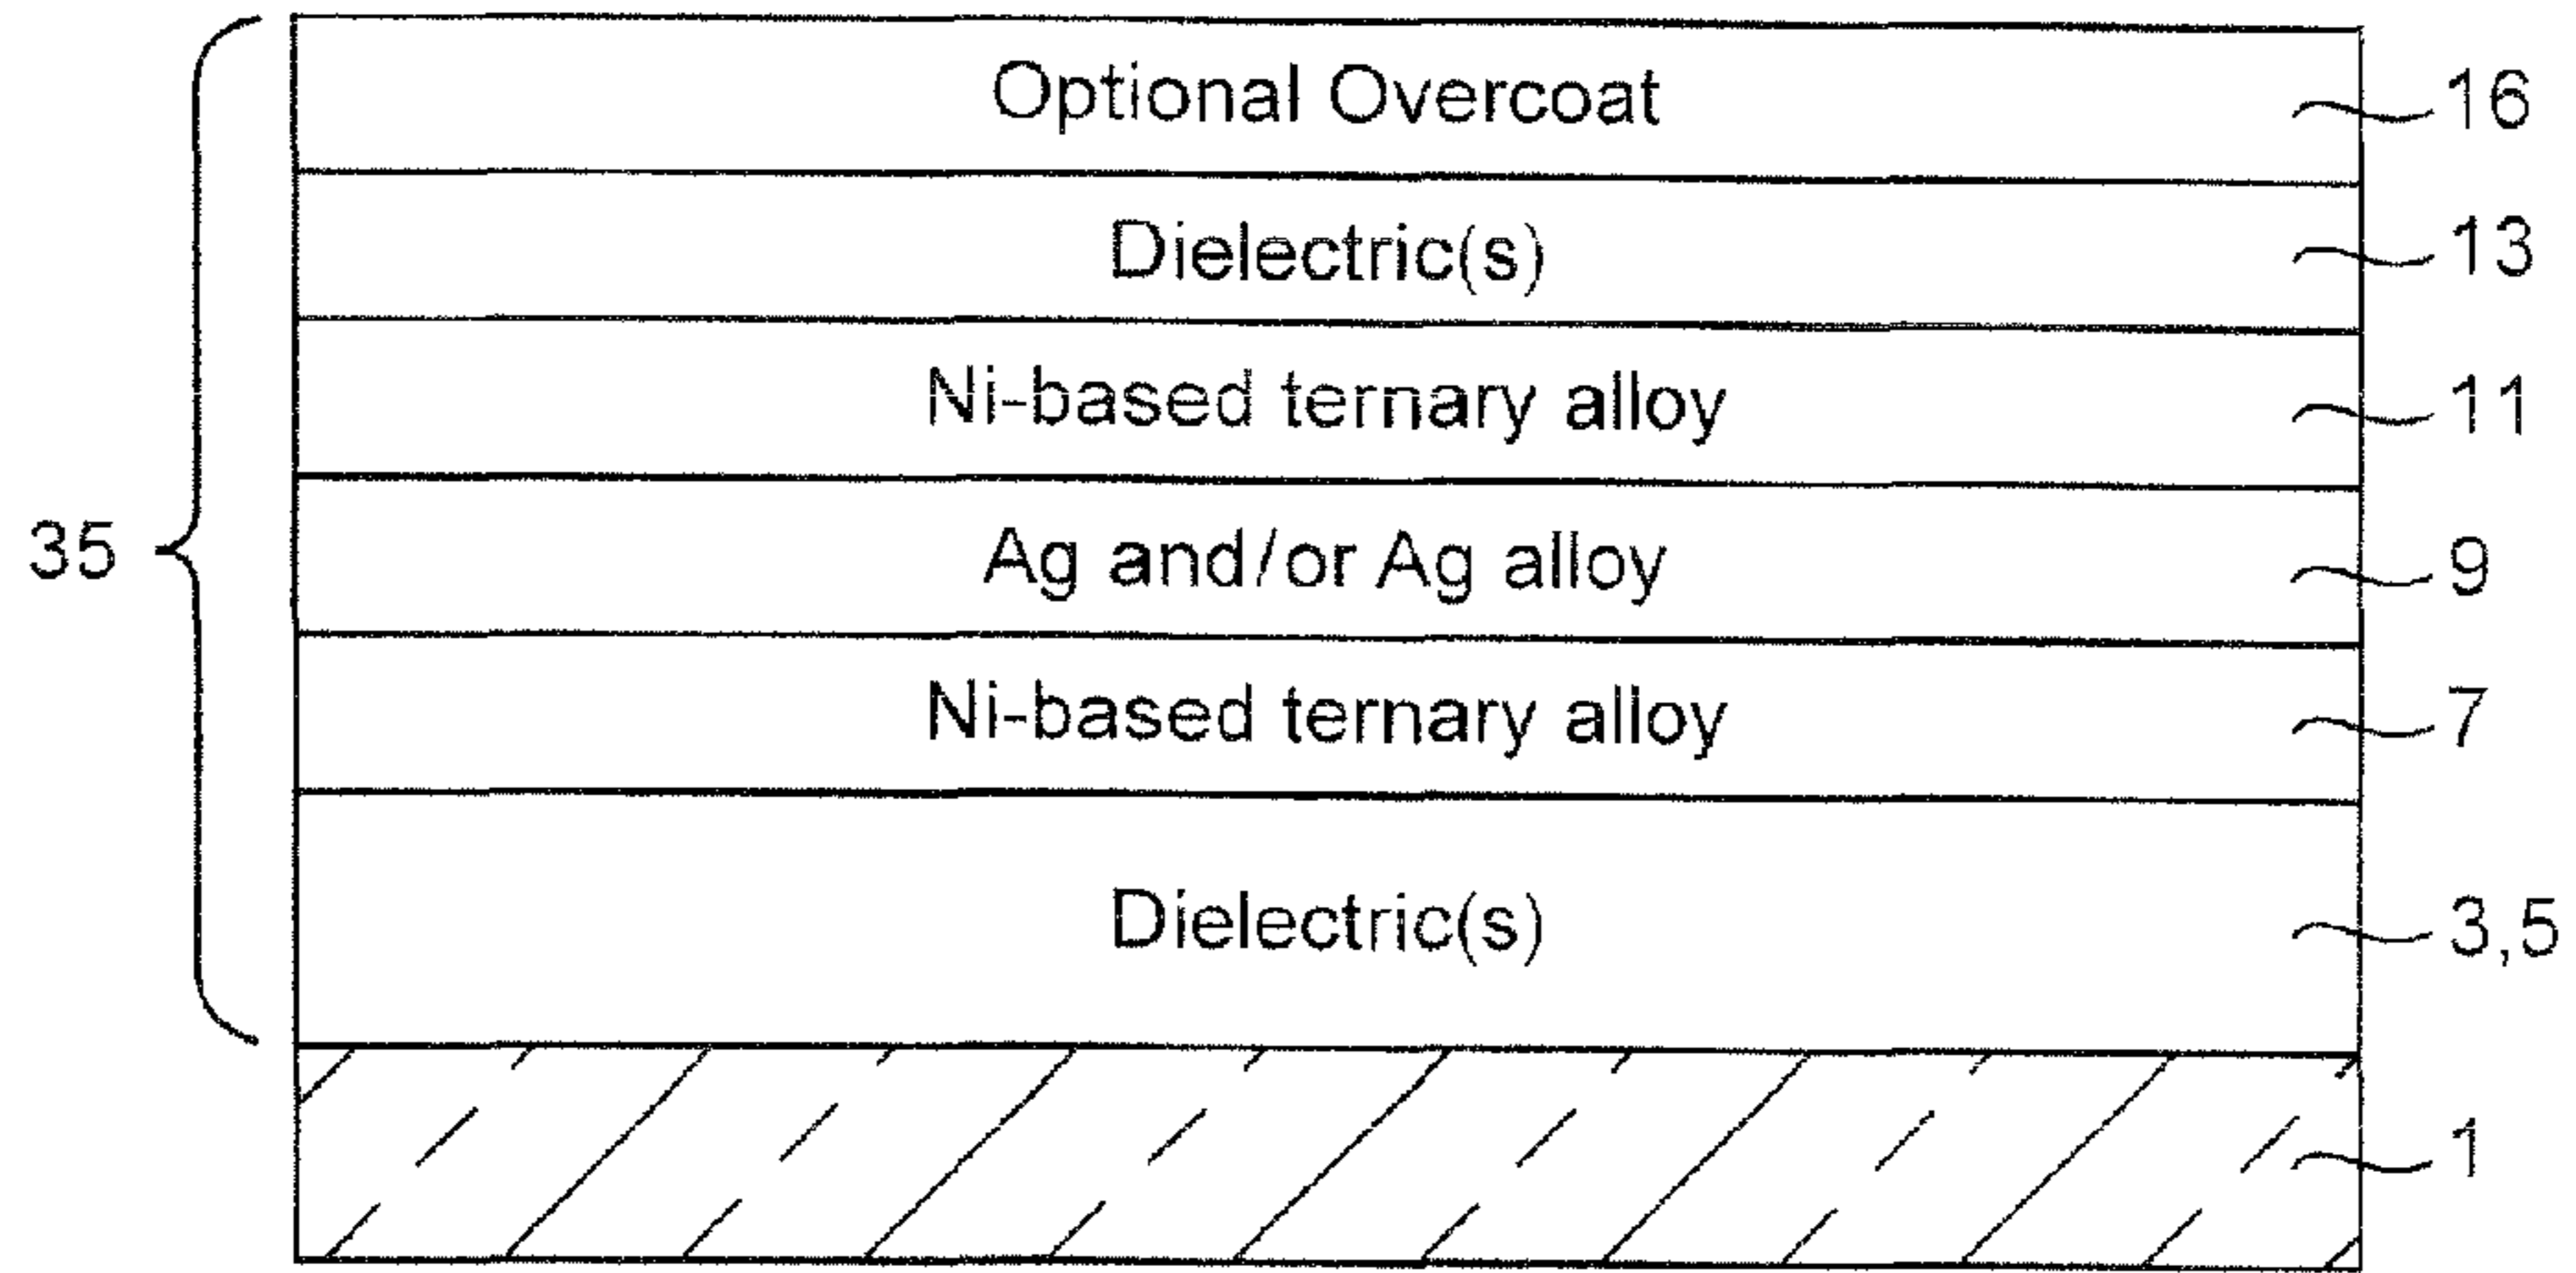 Optional Overcoat 16
Dielectric(s) 13
Ni-based ternary alloy 11
35
Ag and/or Ag alloy 9
Ni-based ternary alloy 7
Dielectric(s) 3,5
1